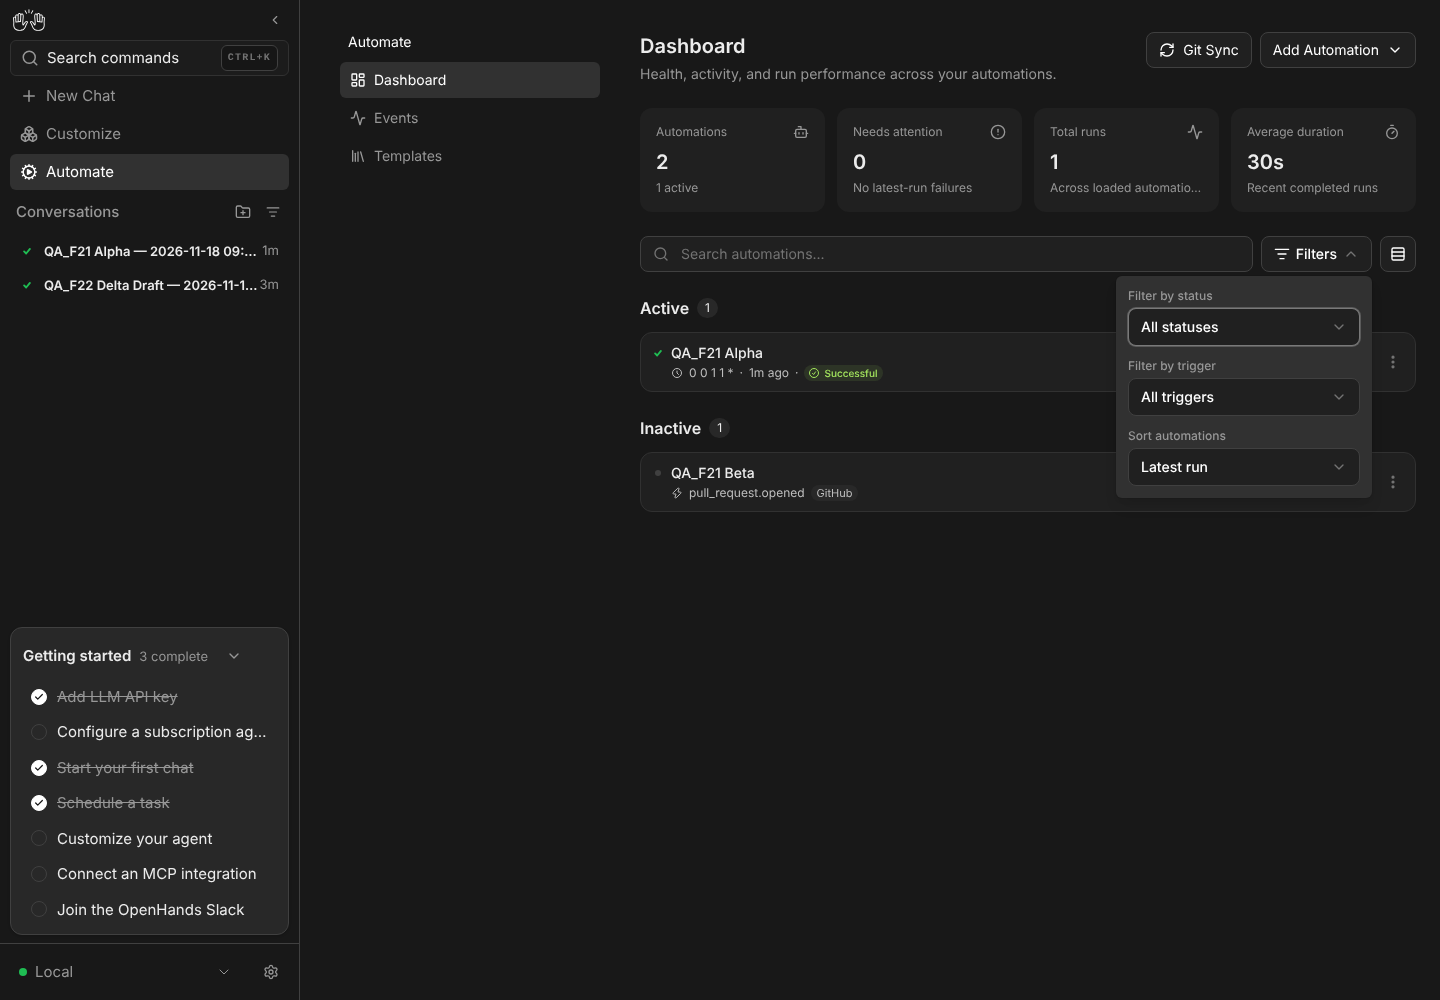 Search commands
CTRL+K
New Chat
Customize
Automate
Conversations
QA_F21 Alpha — 2026-11-18 09:... 1m
QA_F22 Delta Draft — 2026-11-1... 3m
Getting started 3 complete
Add LLM API key
Configure a subscription ag...
Start your first chat
Schedule a task
Customize your agent
Connect an MCP integration
Join the OpenHands Slack
Local
Automate
Dashboard
Events
Templates
Dashboard
Health, activity, and run performance across your automations.
Git Sync
Add Automation
Automations
2
1 active
Needs attention
0
No latest-run failures
Total runs
1
Across loaded automatio...
Average duration
30s
Recent completed runs
Search automations...
Filters
Filter by status
All statuses
Filter by trigger
All triggers
Sort automations
Latest run
Active 1
QA_F21 Alpha
0 0 1 1 * · 1m ago · Successful
Inactive 1
QA_F21 Beta
pull_request.opened GitHub